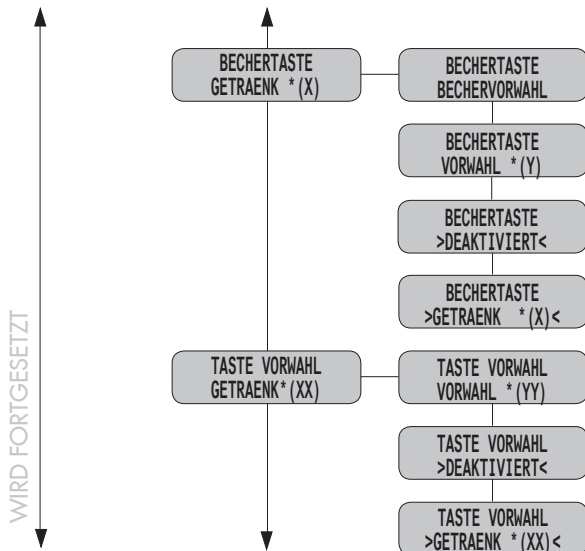 BECHERTASTE
GETRAENK *(X)
BECHERTASTE
BECHERVORWAHL
BECHERTASTE
VORWAHL *(Y)
BECHERTASTE
>DEAKTIVIERT<
BECHERTASTE
>GETRAENK *(X)<
TASTE VORWAHL
GETRAENK*(XX)
TASTE VORWAHL
VORWAHL *(YY)
TASTE VORWAHL
>DEAKTIVIERT<
TASTE VORWAHL
>GETRAENK *(XX)<
WIRD FORTGESETZT